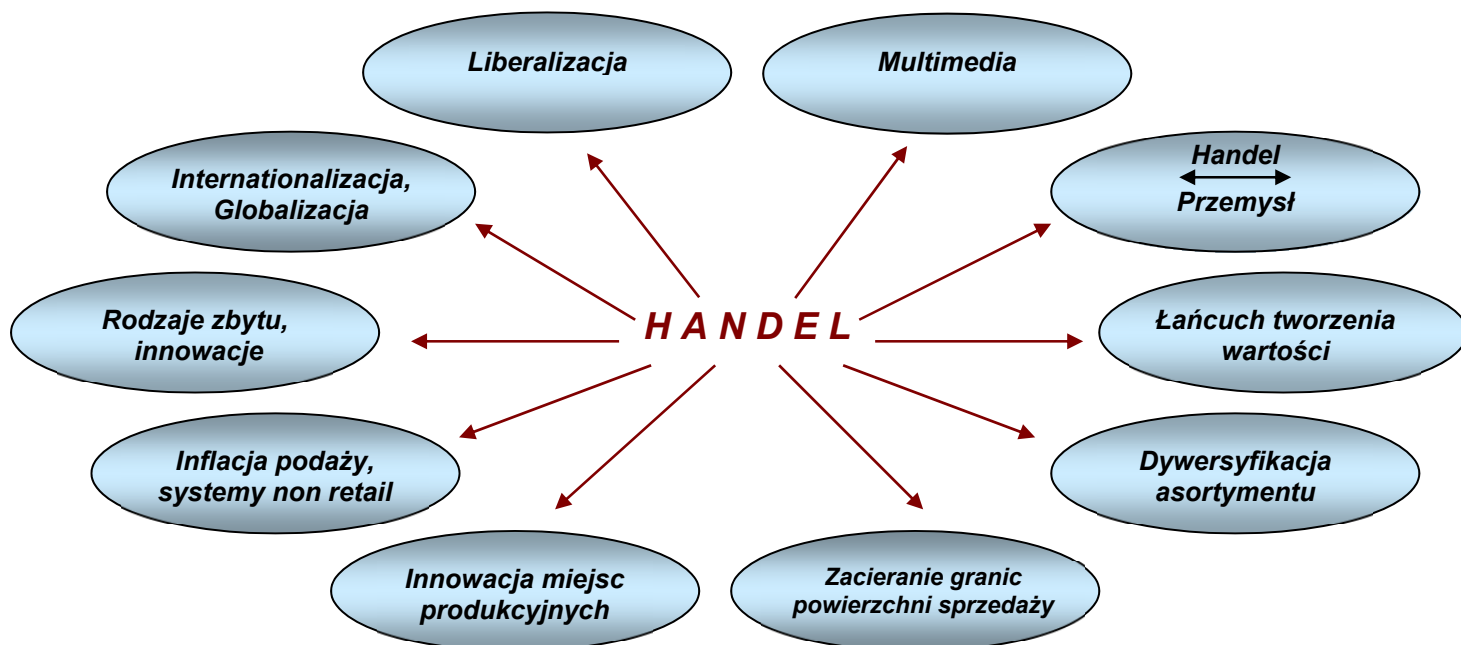 Liberalizacja
Multimedia
Internationalizacja,
Globalizacja
Handel
Przemysł
Rodzaje zbytu,
innowacje
H A N D E L
Łańcuch tworzenia
wartości
Inflacja podaży,
systemy non retail
Dywersyfikacja
asortymentu
Innowacja miejsc
produkcyjnych
Zacieranie granic
powierzchni sprzedaży